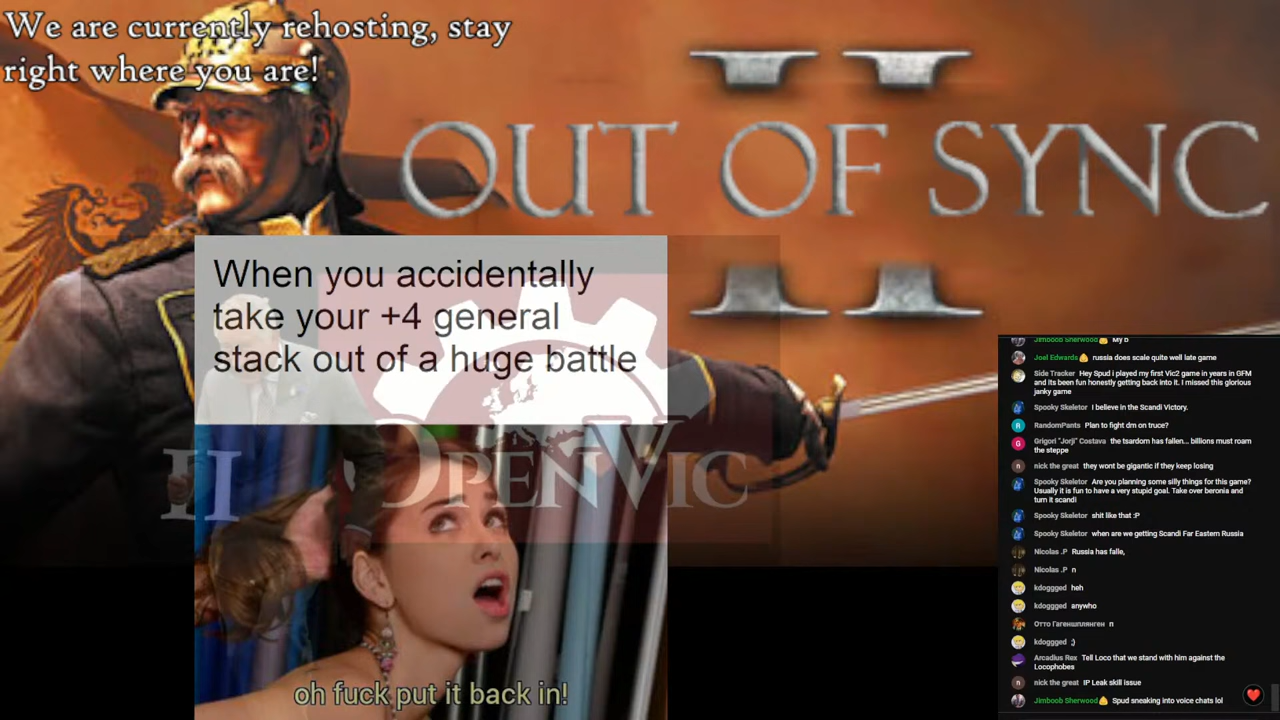 We are currently rehosting, stay
right where you are!
II
OUT OF SYNC
When you accidentally
take your +4 general
stack out of a huge battle
II
OPENVIC
oh fuck put it back in!
Jimboob Sherwood My b
Joel Edwards russia does scale quite well late game
Side Tracker Hey Spud i played my first Vic2 game in years in GFM
and its been fun honestly getting back into it. I missed this glorious
janky game
Spooky Skeletor I believe in the Scandi Victory.
RandomPants Plan to fight dm on truce?
Grigori "Jorji" Costava the tsardom has fallen... billions must roam
the steppe
nick the great they wont be gigantic if they keep losing
Spooky Skeletor Are you planning some silly things for this game?
Usually it is fun to have a very stupid goal. Take over beronia and
turn it scandi
Spooky Skeletor shit like that :P
Spooky Skeletor when are we getting Scandi Far Eastern Russia
Nicolas .P Russia has falle,
Nicolas .P n
kdoggged heh
kdoggged anywho
Отто Гагеншплянген n
kdoggged ;)
Arcadius Rex Tell Loco that we stand with him against the
Locophobes
nick the great IP Leak skill issue
Jimboob Sherwood Spud sneaking into voice chats lol